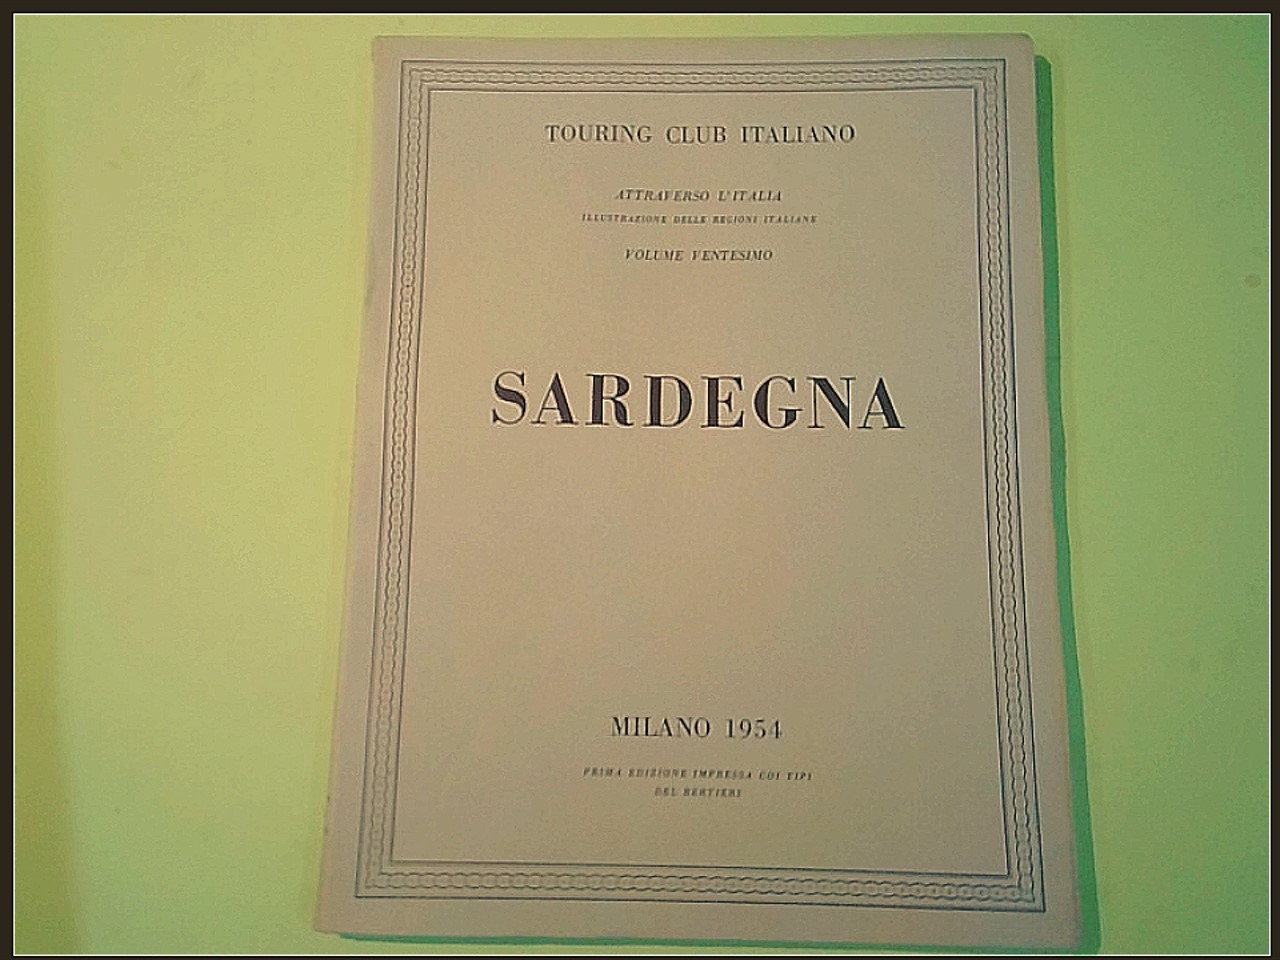 TOURING CLUB ITALIANO
ATTRAVERSO L'ITALIA
ILLUSTRAZIONE DELLE REGIONI ITALIANE
VOLUME VENTESIMO
SARDEGNA
MILANO 1954
PRIMA EDIZIONE IMPRESSA COI TIPI
DEL BERTIERI